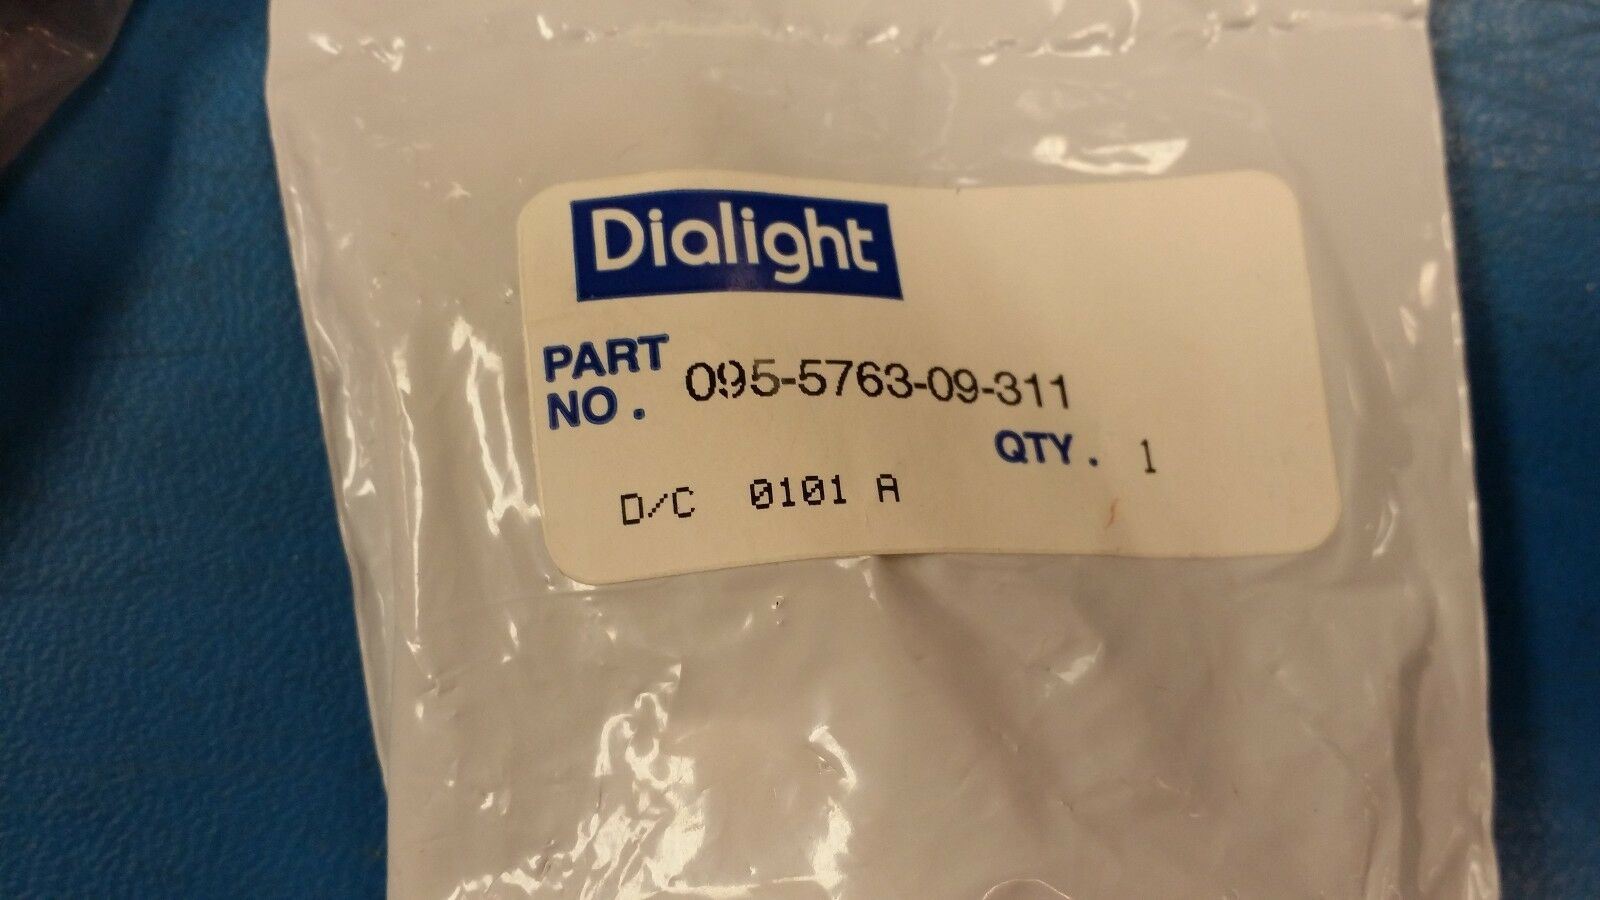 Dialight
PART NO. 095-5763-09-311
QTY. 1
D/C 0101 A